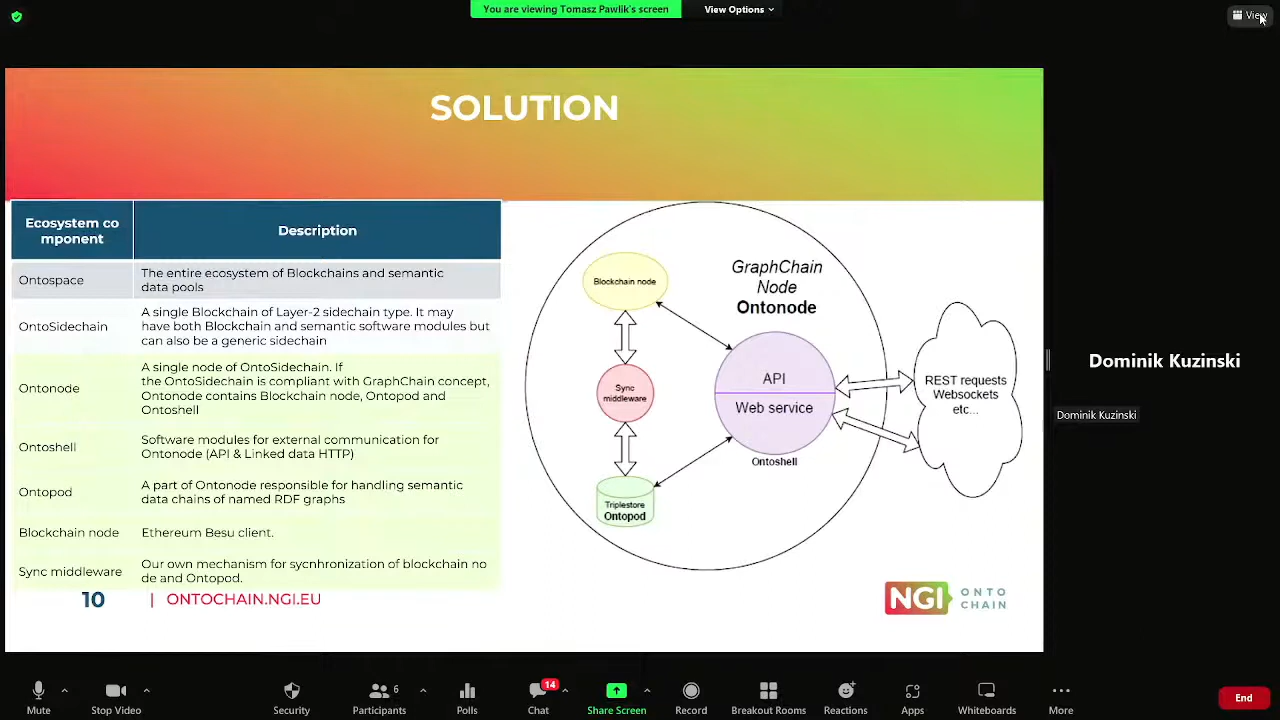 You are viewing Tomasz Pawlik's screen
View Options
View
SOLUTION
Ecosystem co
mponent
Description
Ontospace
The entire ecosystem of Blockchains and semantic
data pools
OntoSidechain
A single Blockchain of Layer-2 sidechain type. It may
have both Blockchain and semantic software modules but
can also be a generic sidechain
Ontonode
A single node of OntoSidechain. If
the OntoSidechain is compliant with GraphChain concept,
Ontonode contains Blockchain node, Ontopod and
Ontoshell
Ontoshell
Software modules for external communication for
Ontonode (API & Linked data HTTP)
Ontopod
A part of Ontonode responsible for handling semantic
data chains of named RDF graphs
Blockchain node
Ethereum Besu client.
Sync middleware
Our own mechanism for sycnhronization of blockchain no
de and Ontopod.
10 | ONTOCHAIN.NGI.EU
Blockchain node
GraphChain
Node
Ontonode
Sync
middleware
API
Web service
Ontoshell
Triplestore
Ontopod
REST requests
Websockets
etc...
NGI ONTO
CHAIN
Dominik Kuzinski
Dominik Kuzinski
Mute
Stop Video
Security
6
Participants
Polls
14
Chat
Share Screen
Record
Breakout Rooms
Reactions
Apps
Whiteboards
More
End